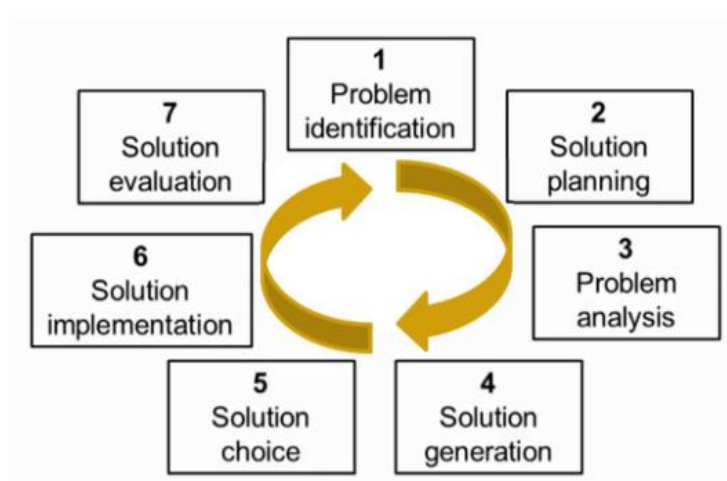 1
Problem
identification
2
Solution
planning
3
Problem
analysis
4
Solution
generation
5
Solution
choice
6
Solution
implementation
7
Solution
evaluation